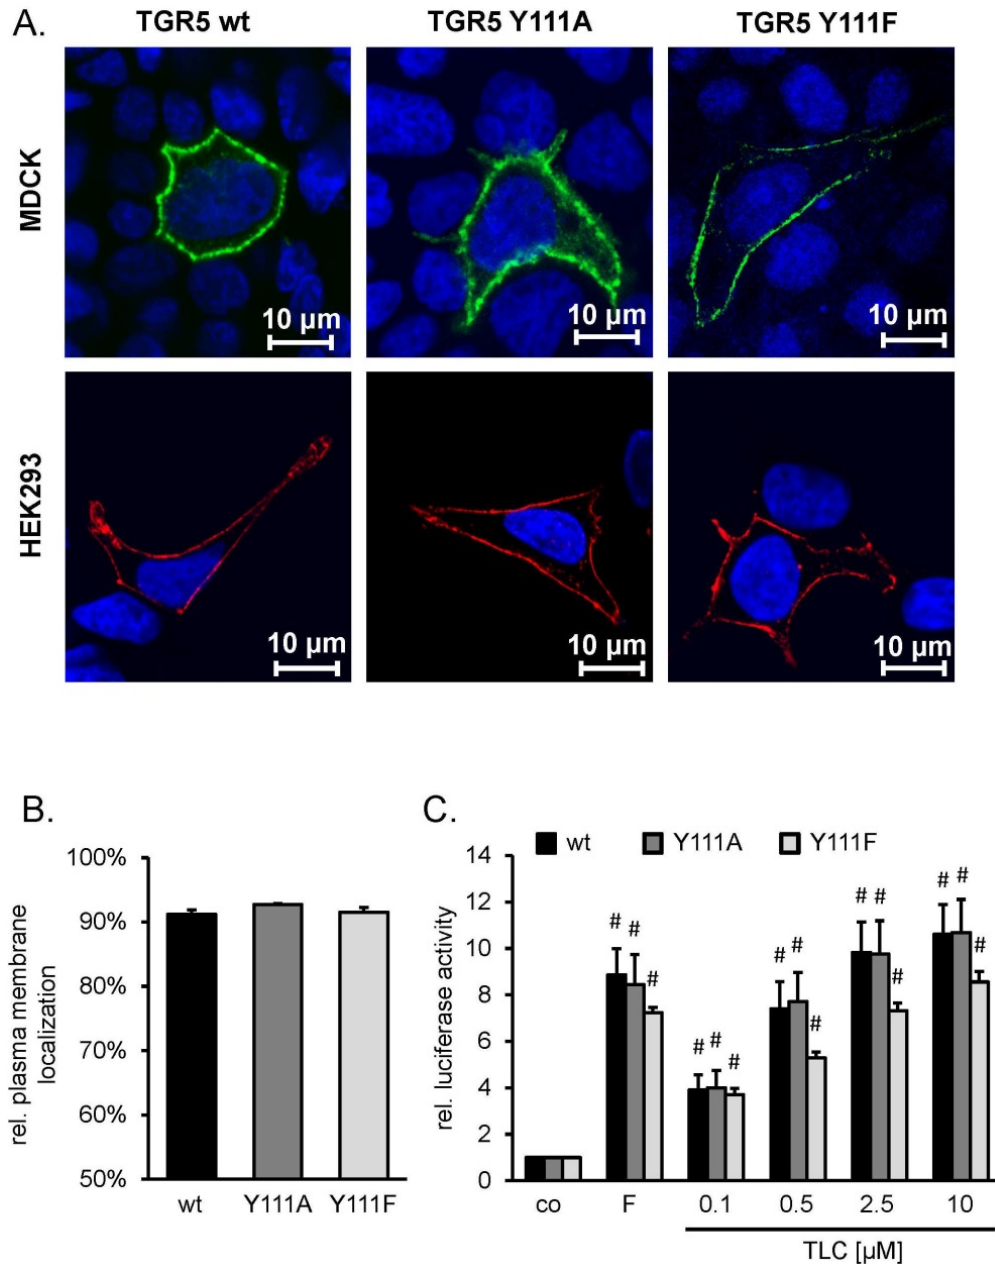 A.
TGR5 wt TGR5 Y111A TGR5 Y111F
MDCK
10 µm 10 µm 10 µm
HEK293
10 µm 10 µm 10 µm
B.
rel. plasma membrane
localization
100%
90%
80%
70%
60%
50%
wt Y111A Y111F
C.
wt Y111A Y111F
rel. luciferase activity
14
12
10
8
6
4
2
0
# # #
# # #
# # #
# # #
# # #
co F 0.1 0.5 2.5 10
TLC [µM]